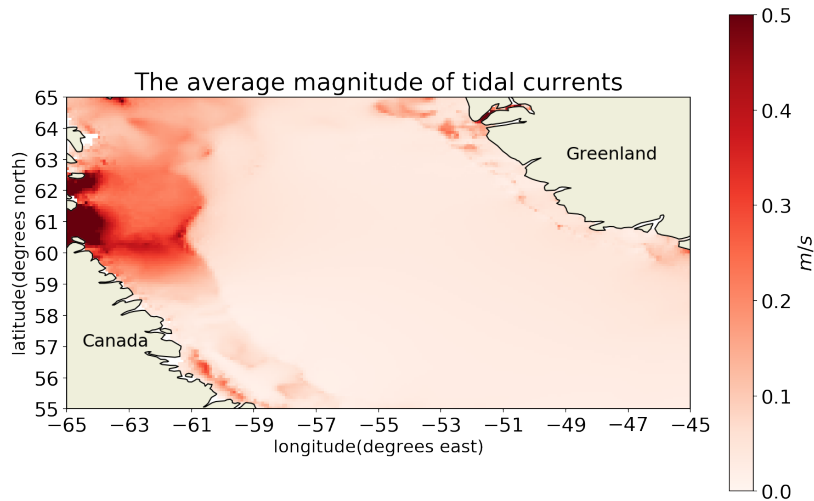 The average magnitude of tidal currents
65
64
63
62
61
60
59
58
57
56
55
latitude(degrees north)
−65 −63 −61 −59 −57 −55 −53 −51 −49 −47 −45
longitude(degrees east)
Greenland
Canada
0.5
0.4
0.3
0.2
0.1
0.0
m/s